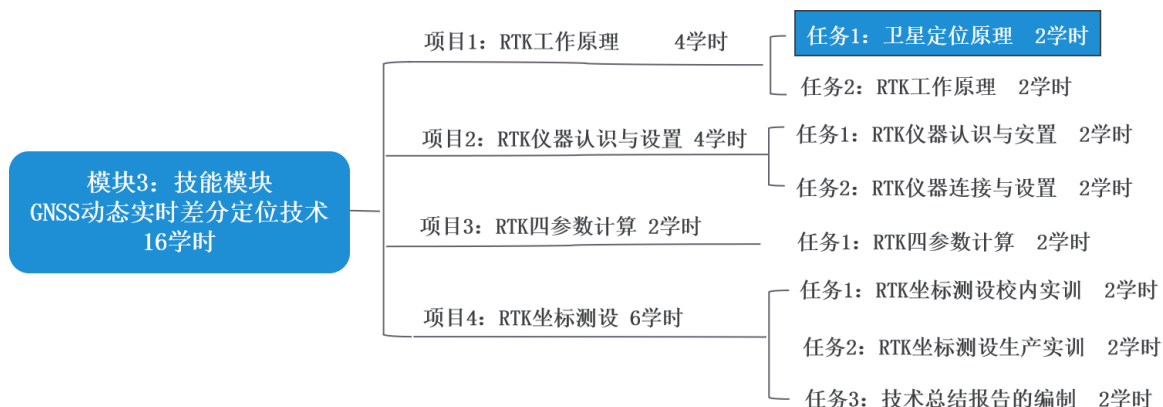 模块3：技能模块
GNSS动态实时差分定位技术
16学时
项目1：RTK工作原理 4学时
任务1：卫星定位原理 2学时
任务2：RTK工作原理 2学时
项目2：RTK仪器认识与设置 4学时
任务1：RTK仪器认识与安置 2学时
任务2：RTK仪器连接与设置 2学时
项目3：RTK四参数计算 2学时
任务1：RTK四参数计算 2学时
项目4：RTK坐标测设 6学时
任务1：RTK坐标测设校内实训 2学时
任务2：RTK坐标测设生产实训 2学时
任务3：技术总结报告的编制 2学时